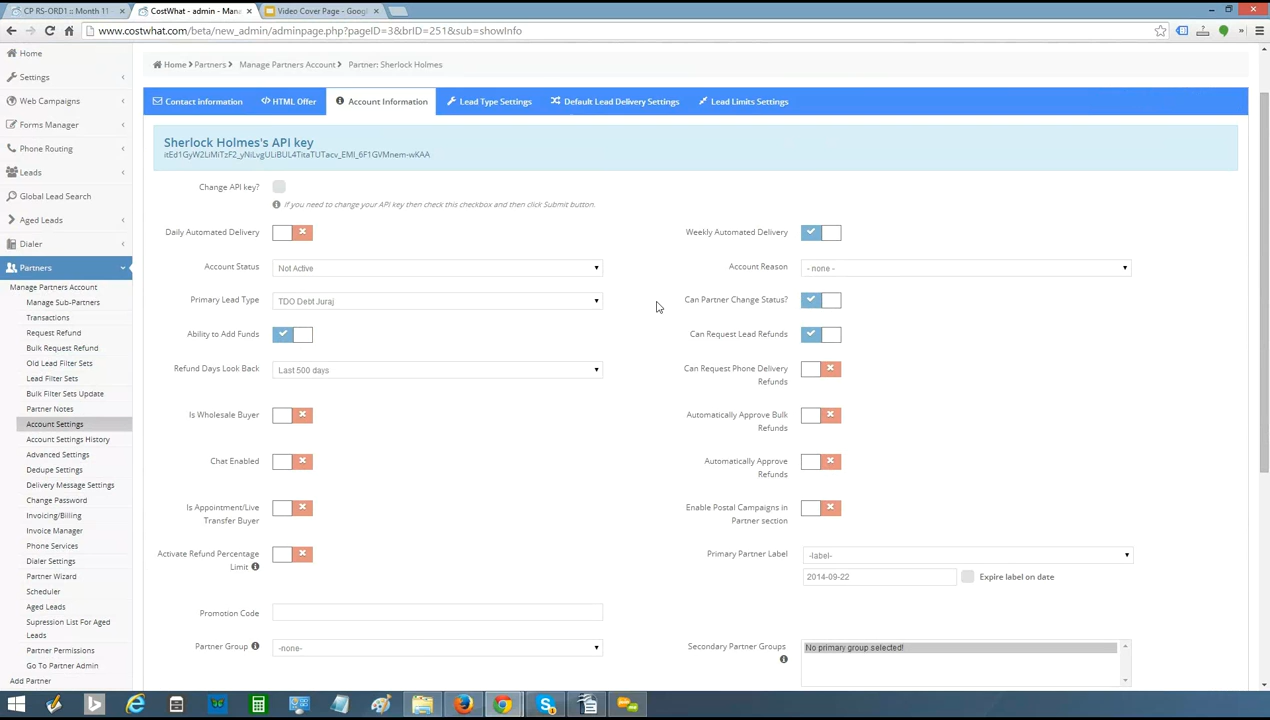 CP RS-ORD1 :: Month 11
CostWhat - admin - Mana
Video Cover Page - Googl
www.costwhat.com/beta/new_admin/adminpage.php?pageID=3&brID=251&sub=showInfo
Home
Settings
Web Campaigns
Forms Manager
Phone Routing
Leads
Global Lead Search
Aged Leads
Dialer
Partners
Manage Partners Account
Manage Sub-Partners
Transactions
Request Refund
Bulk Request Refund
Old Lead Filter Sets
Lead Filter Sets
Bulk Filter Sets Update
Partner Notes
Account Settings
Account Settings History
Advanced Settings
Dedupe Settings
Delivery Message Settings
Change Password
Invoicing/Billing
Invoice Manager
Phone Services
Dialer Settings
Partner Wizard
Scheduler
Aged Leads
Supression List For Aged
Leads
Partner Permissions
Go To Partner Admin
Add Partner
Home > Partners > Manage Partners Account > Partner: Sherlock Holmes
Contact information
HTML Offer
Account Information
Lead Type Settings
Default Lead Delivery Settings
Lead Limits Settings
Sherlock Holmes's API key
Change API key?
If you need to change your API key then check this checkbox and then click Submit button.
Daily Automated Delivery
Weekly Automated Delivery
Account Status
Not Active
Account Reason
- none -
Primary Lead Type
TDO Debt Juraj
Can Partner Change Status?
Ability to Add Funds
Can Request Lead Refunds
Refund Days Look Back
Last 500 days
Can Request Phone Delivery
Refunds
Is Wholesale Buyer
Automatically Approve Bulk
Refunds
Chat Enabled
Automatically Approve
Refunds
Is Appointment/Live
Transfer Buyer
Enable Postal Campaigns in
Partner section
Activate Refund Percentage
Limit
Primary Partner Label
-label-
2014-09-22
Expire label on date
Promotion Code
Partner Group
-none-
Secondary Partner Groups
No primary group selected!